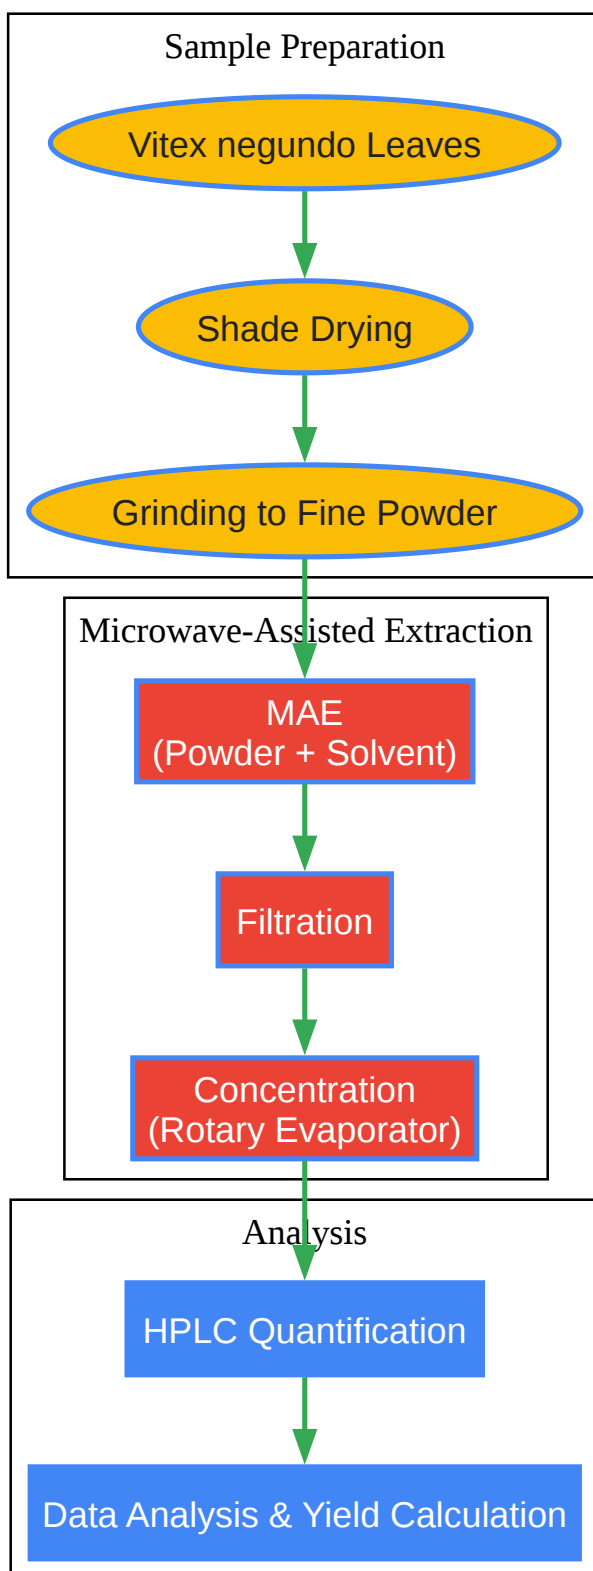 Sample Preparation
Vitex negundo Leaves
Shade Drying
Grinding to Fine Powder
Microwave-Assisted Extraction
MAE
(Powder + Solvent)
Filtration
Concentration
(Rotary Evaporator)
Analysis
HPLC Quantification
Data Analysis & Yield Calculation